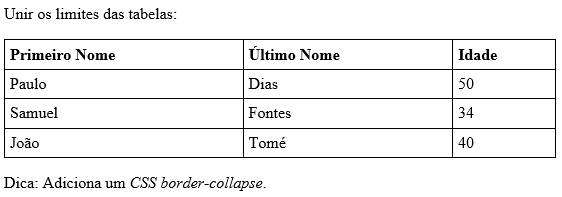 Unir os limites das tabelas:
Primeiro Nome Último Nome Idade
Paulo Dias 50
Samuel Fontes 34
João Tomé 40
Dica: Adiciona um CSS border-collapse.